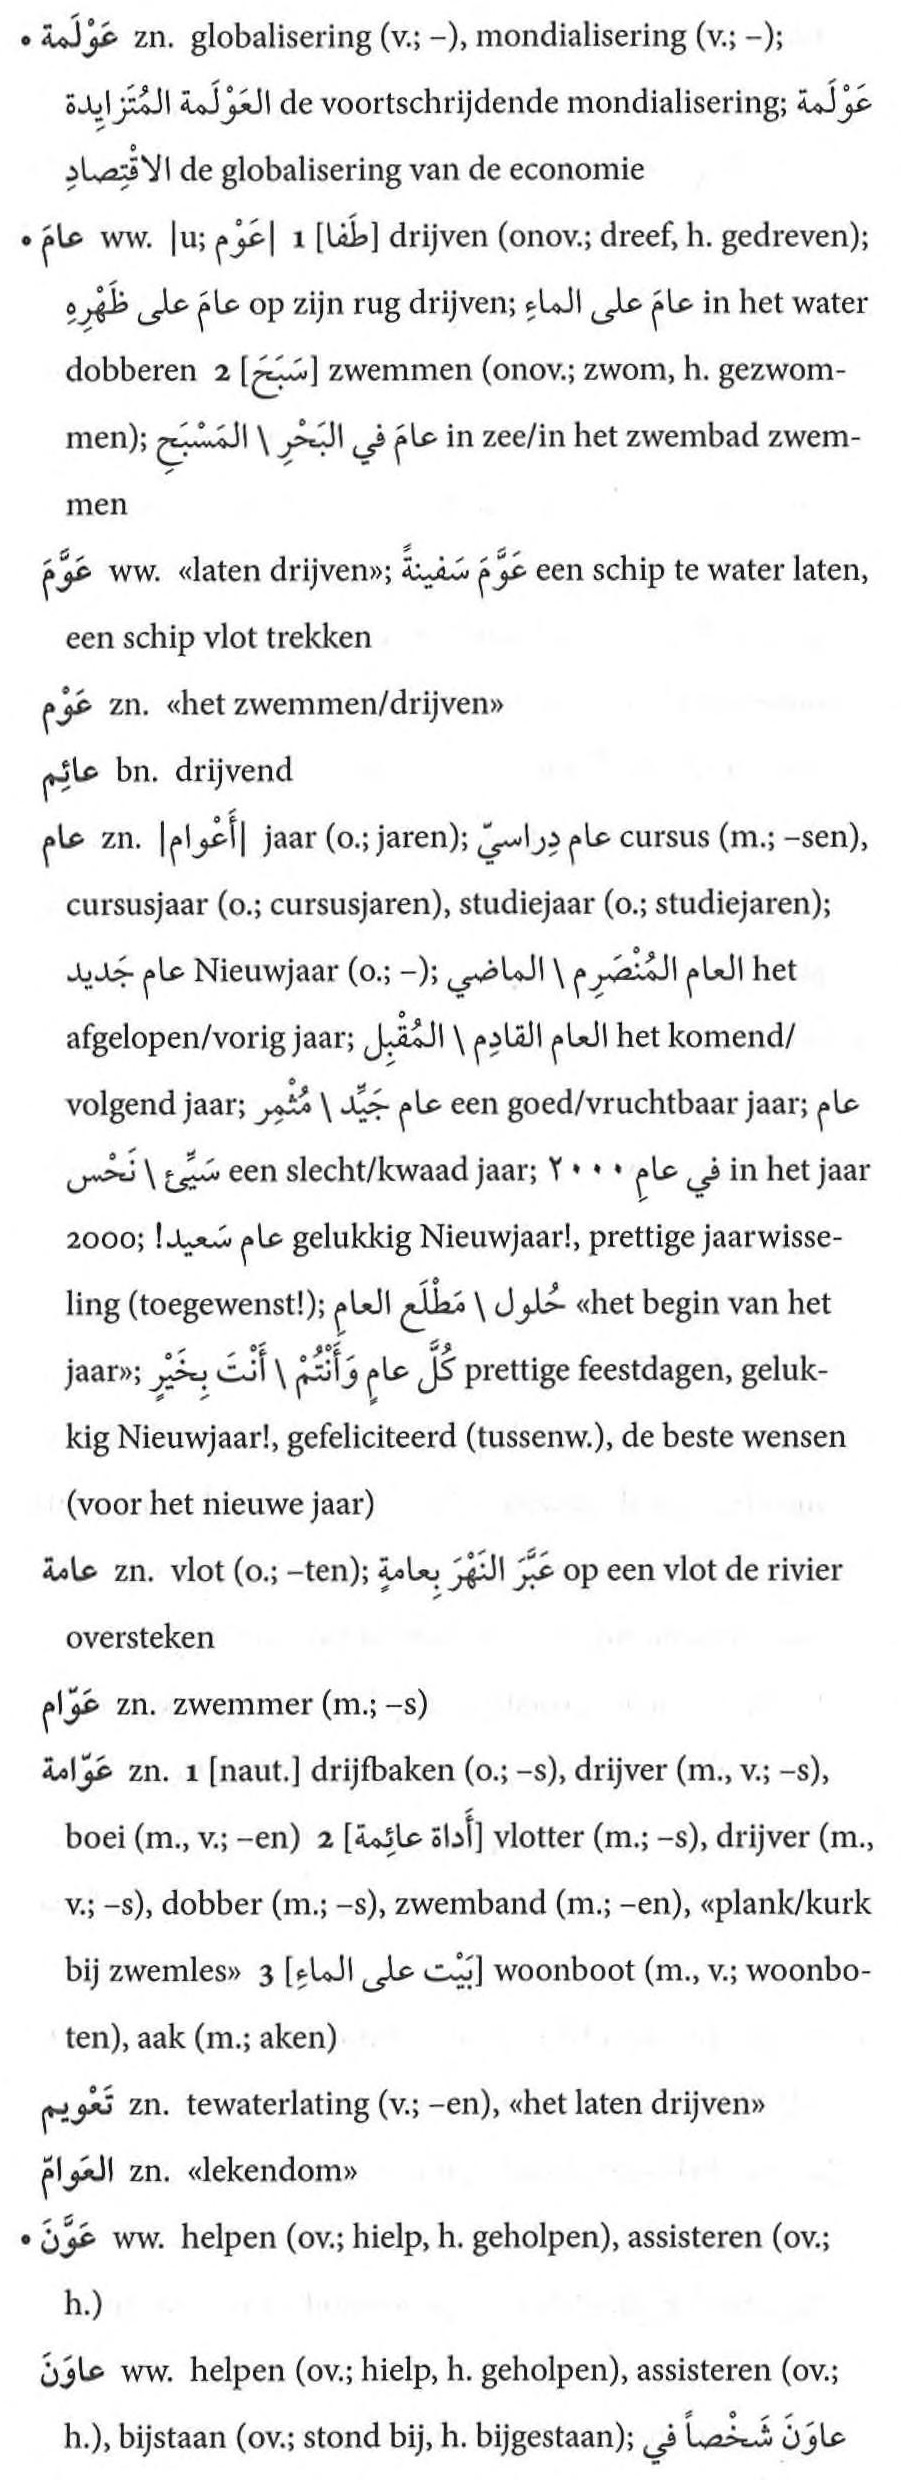 • عَوْلَمة zn. globalisering (v.; –), mondialisering (v.; –);
العَوْلَمة المُتَزايِدة de voortschrijdende mondialisering; عَوْلَمة
الاقْتِصادِ de globalisering van de economie
• عامَ ww. |u; عَوْم| 1 [طَفا] drijven (onov.; dreef, h. gedreven);
عامَ على ظَهْرِهِ op zijn rug drijven; عامَ على الماءِ in het water
dobberen 2 [سَبَحَ] zwemmen (onov.; zwom, h. gezwom-
men); عامَ في البَحْرِ \ المَسْبَحِ in zee/in het zwembad zwem-
men
عَوَّمَ ww. «laten drijven»; عَوَّمَ سَفينةً een schip te water laten,
een schip vlot trekken
عَوْم zn. «het zwemmen/drijven»
عائِم bn. drijvend
عام zn. |أَعْوام| jaar (o.; jaren); عام دِراسيّ cursus (m.; –sen),
cursusjaar (o.; cursusjaren), studiejaar (o.; studiejaren);
عام جَديد Nieuwjaar (o.; –); العام المُنْصَرِم \ الماضي het
afgelopen/vorig jaar; العام القادِم \ المُقْبِل het komend/
volgend jaar; عام جَيِّد \ مُثْمِر een goed/vruchtbaar jaar; عام
سَيِّئ \ نَحْس een slecht/kwaad jaar; في عامِ ٢٠٠٠ in het jaar
2000; عام سَعيد! gelukkig Nieuwjaar!, prettige jaarwisse-
ling (toegewenst!); حُلول \ مَطْلَع العامِ «het begin van het
jaar»; كُلَّ عامٍ وَأَنْتُمْ \ أَنْتَ بِخَيْرٍ prettige feestdagen, geluk-
kig Nieuwjaar!, gefeliciteerd (tussenw.), de beste wensen
(voor het nieuwe jaar)
عامة zn. vlot (o.; –ten); عَبَّرَ النَهْرَ بِعامةٍ op een vlot de rivier
oversteken
عَوّام zn. zwemmer (m.; –s)
عَوّامة zn. 1 [naut.] drijfbaken (o.; –s), drijver (m., v.; –s),
boei (m., v.; –en) 2 [أَداة عائِمة] vlotter (m.; –s), drijver (m.,
v.; –s), dobber (m.; –s), zwemband (m.; –en), «plank/kurk
bij zwemles» 3 [بَيْت على الماءِ] woonboot (m., v.; woonbo-
ten), aak (m.; aken)
تَعْويم zn. tewaterlating (v.; –en), «het laten drijven»
العَوامّ zn. «lekendom»
• عَوَّنَ ww. helpen (ov.; hielp, h. geholpen), assisteren (ov.;
h.)
عاوَنَ ww. helpen (ov.; hielp, h. geholpen), assisteren (ov.;
h.), bijstaan (ov.; stond bij, h. bijgestaan); عاوَنَ شَخْصاً في